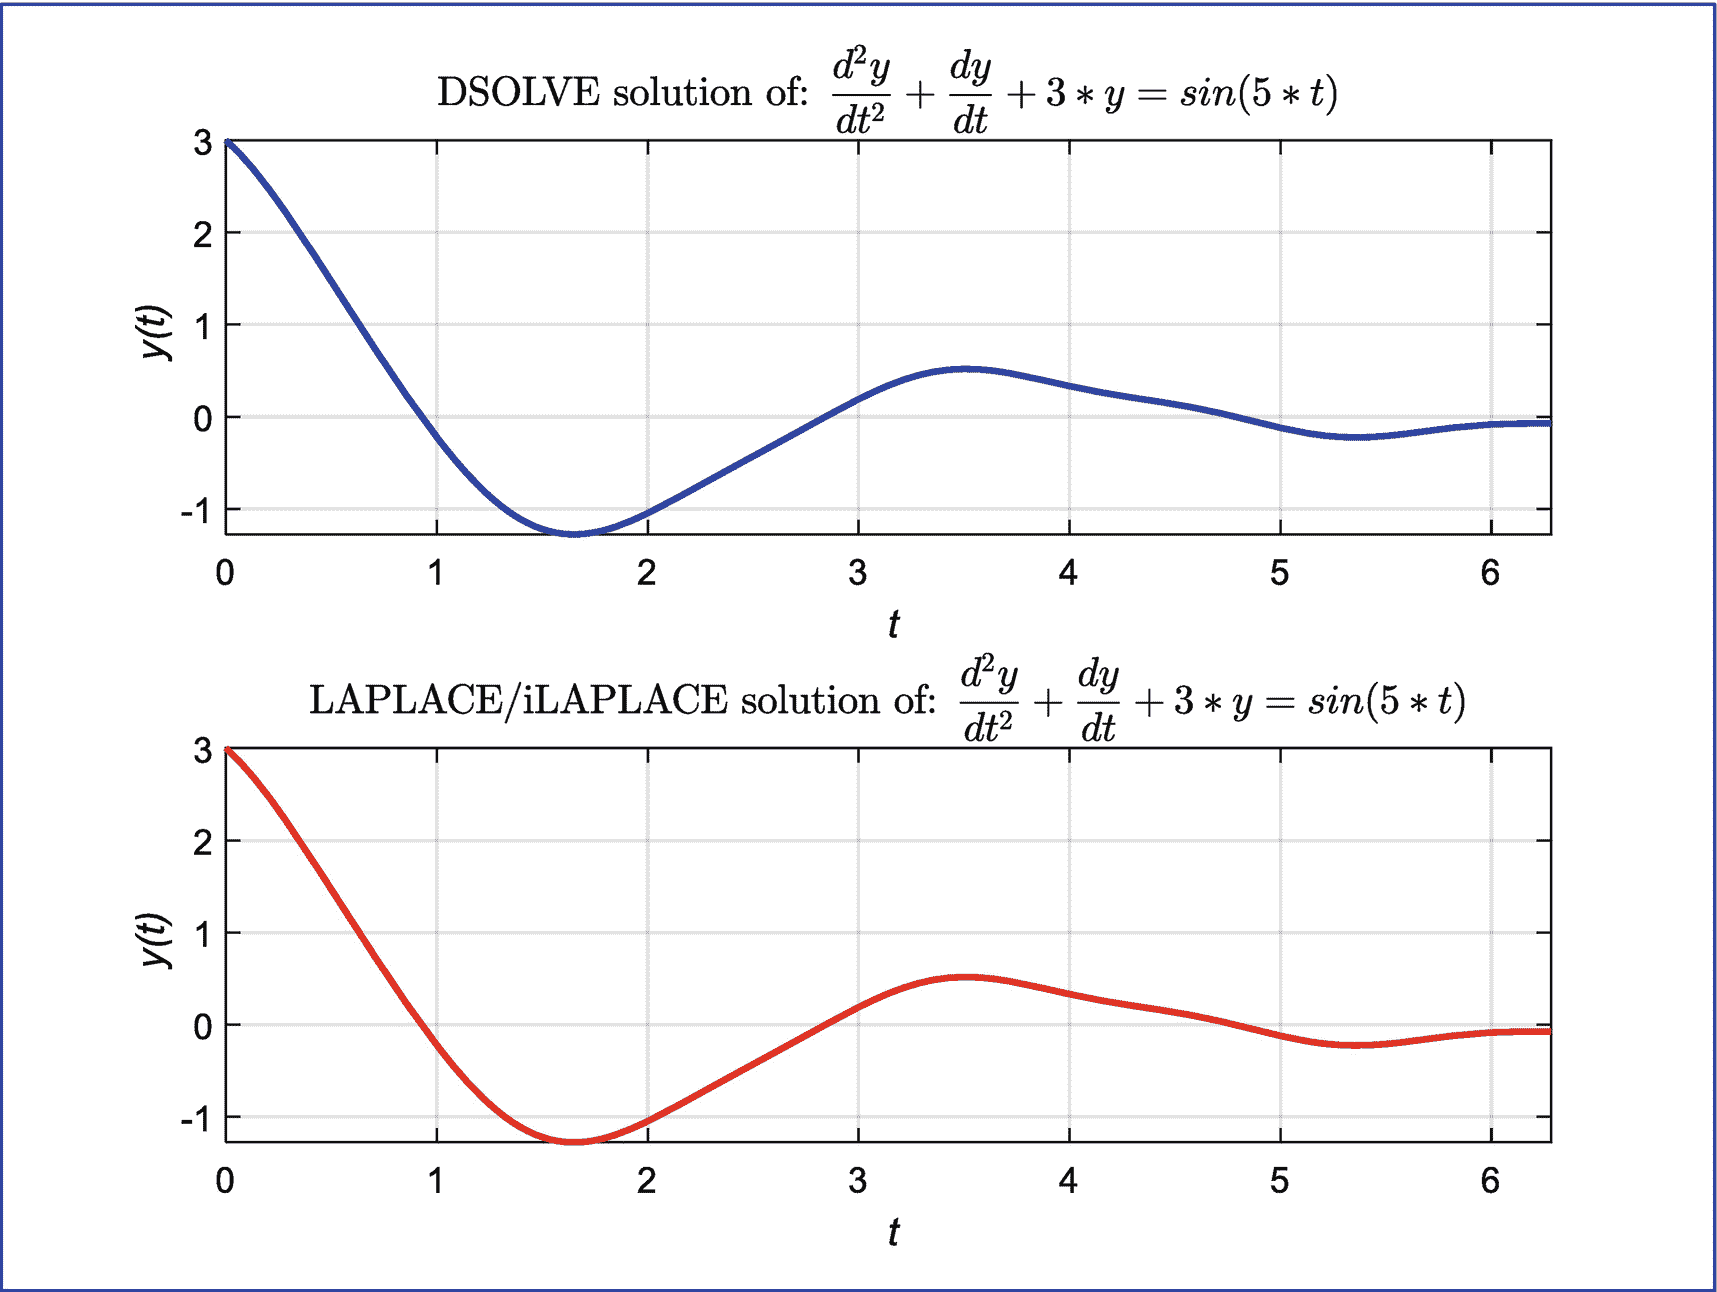 DSOLVE solution of: d²y/dt² + dy/dt + 3 * y = sin(5 * t)
3
2
1
0
-1
y(t)
0 1 2 3 4 5 6
t
LAPLACE/iLAPLACE solution of: d²y/dt² + dy/dt + 3 * y = sin(5 * t)
3
2
1
0
-1
y(t)
0 1 2 3 4 5 6
t